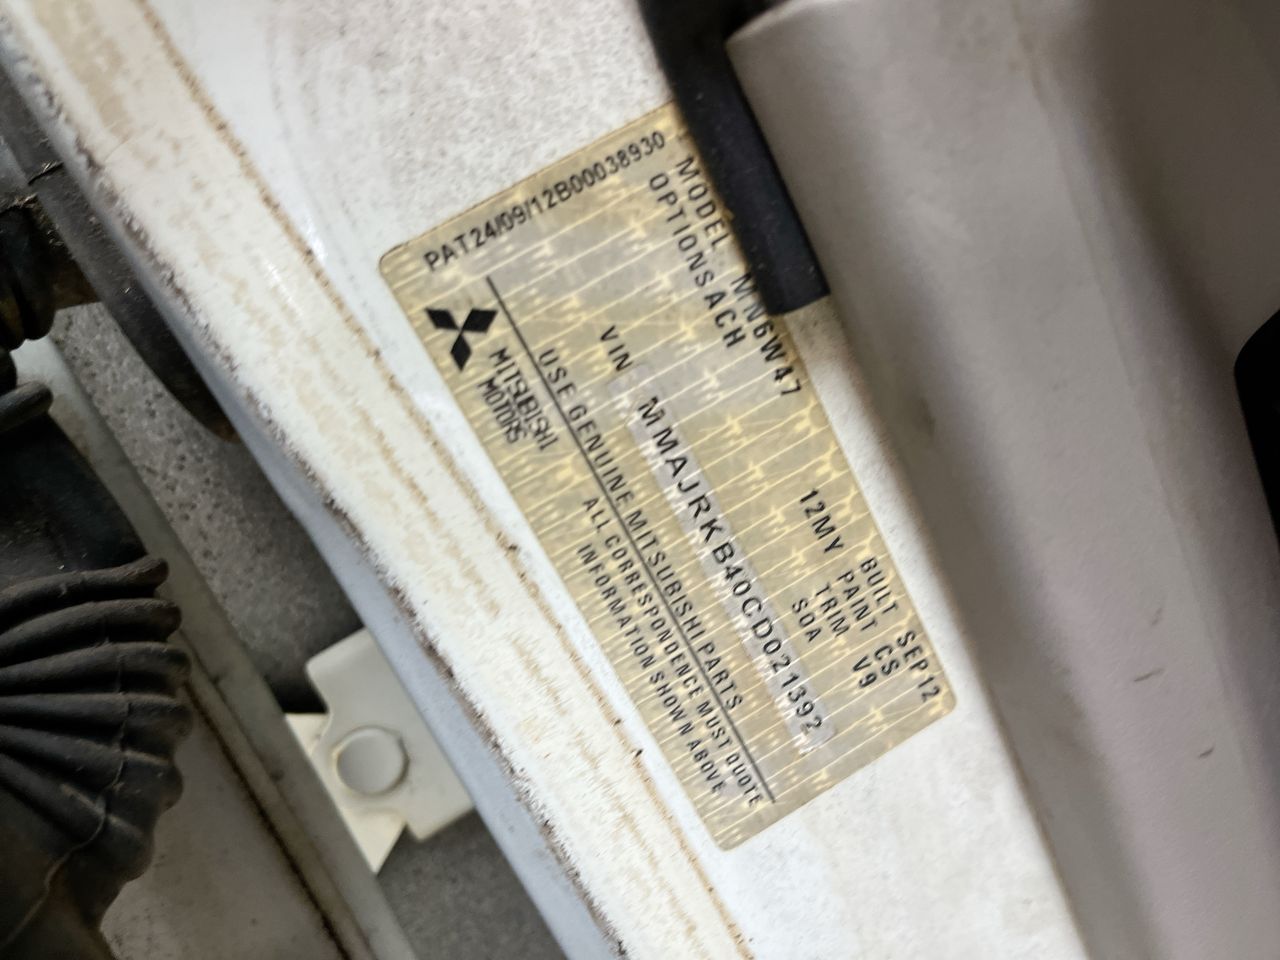 PAT24/09/12B00038930
MODEL MN6W47 12MY BUILT SEP12
OPTIONSACH PAINT CS
TRIM V9
SOA
VIN MMAJRKB40CD021392
USE GENUINE MITSUBISHI PARTS
MITSUBISHI
MOTORS
ALL CORRESPONDENCE MUST QUOTE
INFORMATION SHOWN ABOVE